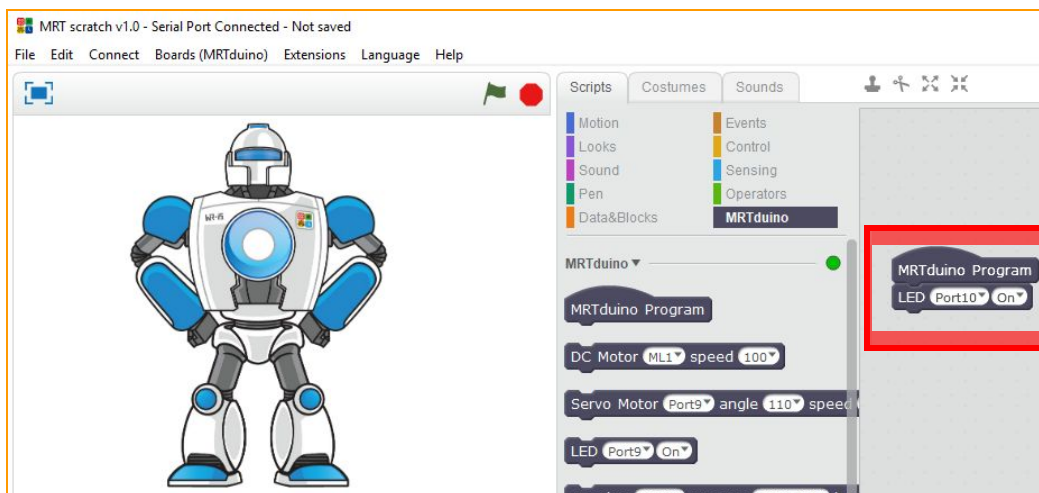 MRT scratch v1.0 - Serial Port Connected - Not saved
File Edit Connect Boards (MRTduino) Extensions Language Help
Scripts Costumes Sounds
Motion Events
Looks Control
Sound Sensing
Pen Operators
Data&Blocks MRTduino
MRTduino
MRTduino Program
DC Motor ML1 speed 100
Servo Motor Port9 angle 110 speed
LED Port9 On
MRTduino Program
LED Port10 On